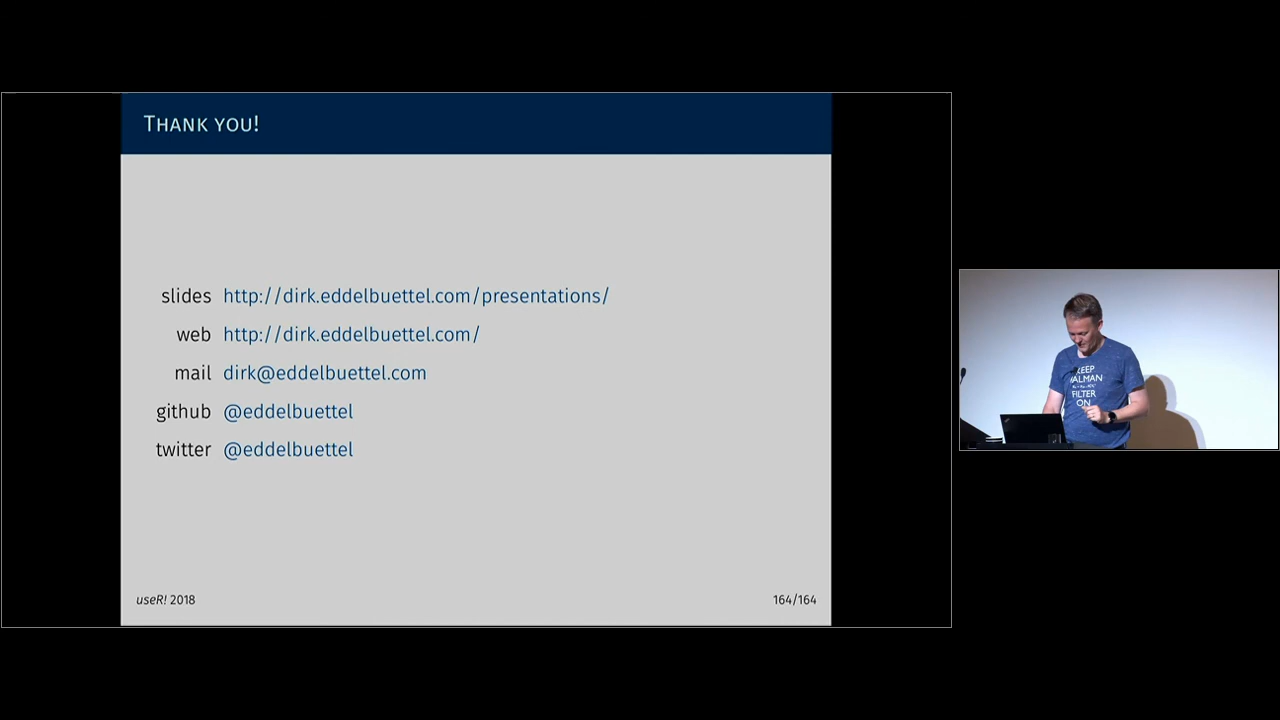 THANK YOU!
slides http://dirk.eddelbuettel.com/presentations/
web http://dirk.eddelbuettel.com/
mail dirk@eddelbuettel.com
github @eddelbuettel
twitter @eddelbuettel
useR! 2018
164/164
KALMAN
FILTER
ON